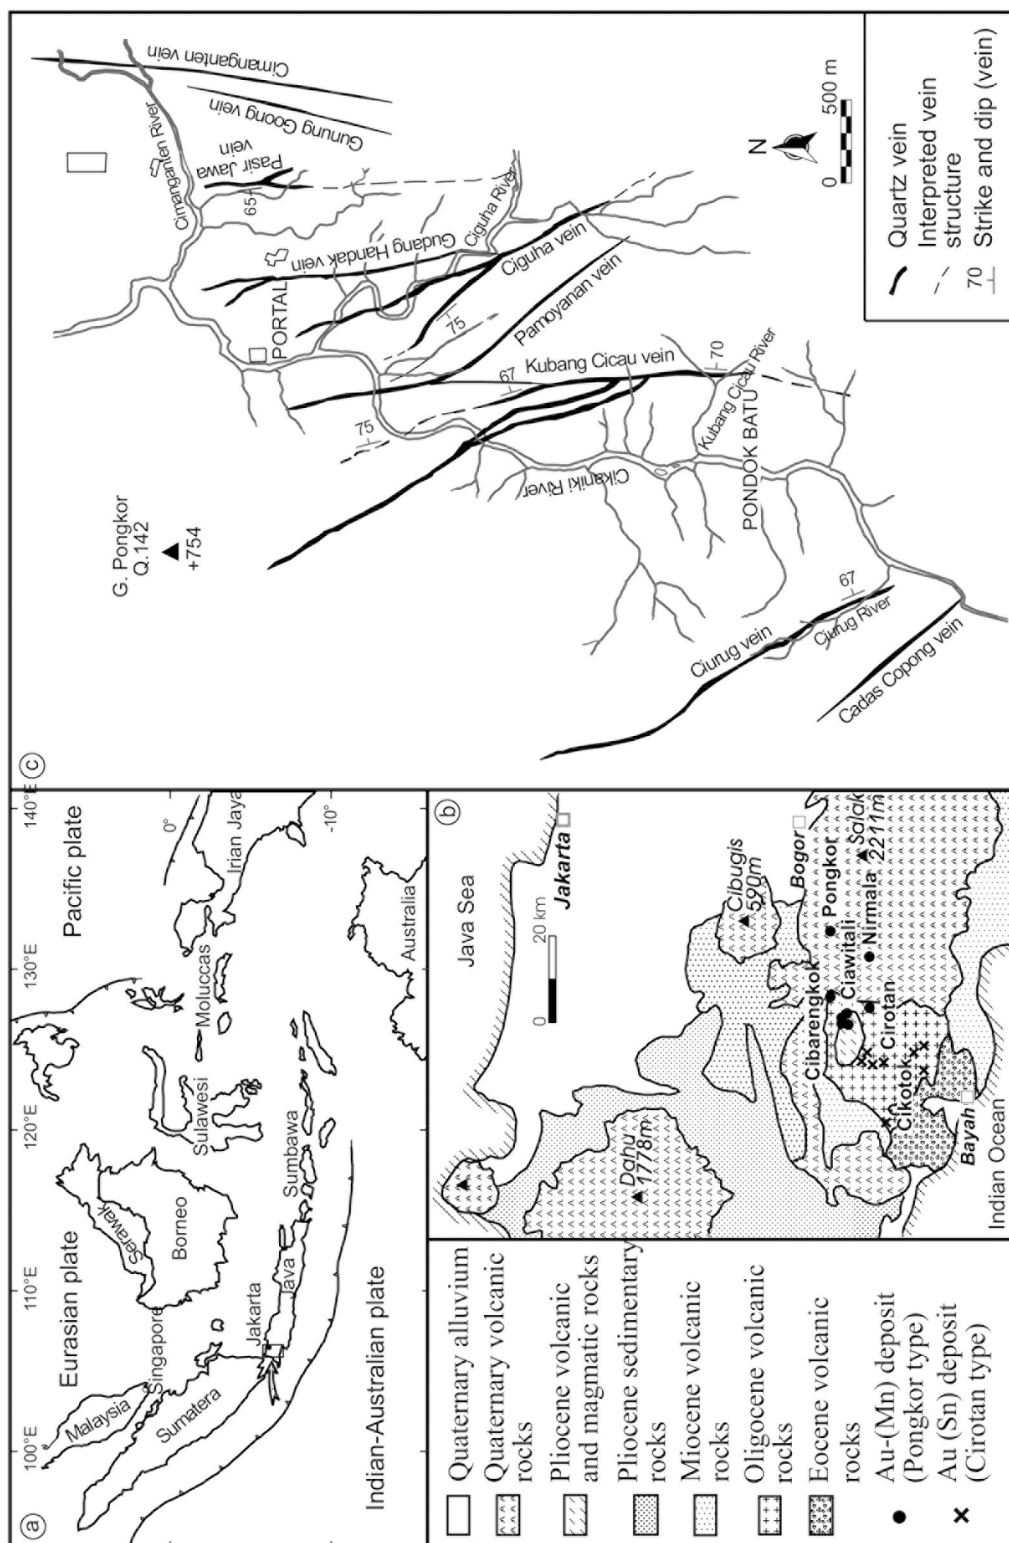 a
100°E
110°E
120°E
130°E
140°E
0°
-10°
Eurasian plate
Pacific plate
Malaysia
Singapore
Serawak
Borneo
Sumatera
Jakarta
Java
Sumbawa
Sulawesi
Moluccas
Irian Jaya
Australia
Indian-Australian plate
Quaternary alluvium
Quaternary volcanic
rocks
Pliocene volcanic
and magmatic rocks
Pliocene sedimentary
rocks
Miocene volcanic
rocks
Oligocene volcanic
rocks
Eocene volcanic
rocks
Au-(Mn) deposit
(Pongkor type)
Au (Sn) deposit
(Cirotan type)
b
Java Sea
Jakarta
0
20 km
Dahu
1778m
Cibugis
590m
Bogor
Cibarengkok
Ciawitali
Pongkor
Nirmala
Salak
2211m
Cirotan
Cikotok
Bayah
Indian Ocean
c
G. Pongkor
Q.142
+754
Cimanganten River
Cimanganten vein
Gunung Goong vein
Pasir Jawa
vein
65
PORTAL
Gudang Handak vein
Ciguha River
Ciguha vein
75
Pamoyanan vein
75
67
Kubang Cicau vein
70
Kubang Cicau River
Cikaniki River
PONDOK BATU
Ciurug vein
67
Ciurug River
Cadas Copong vein
N
0
500 m
Quartz vein
Interpreted vein
structure
70
Strike and dip (vein)